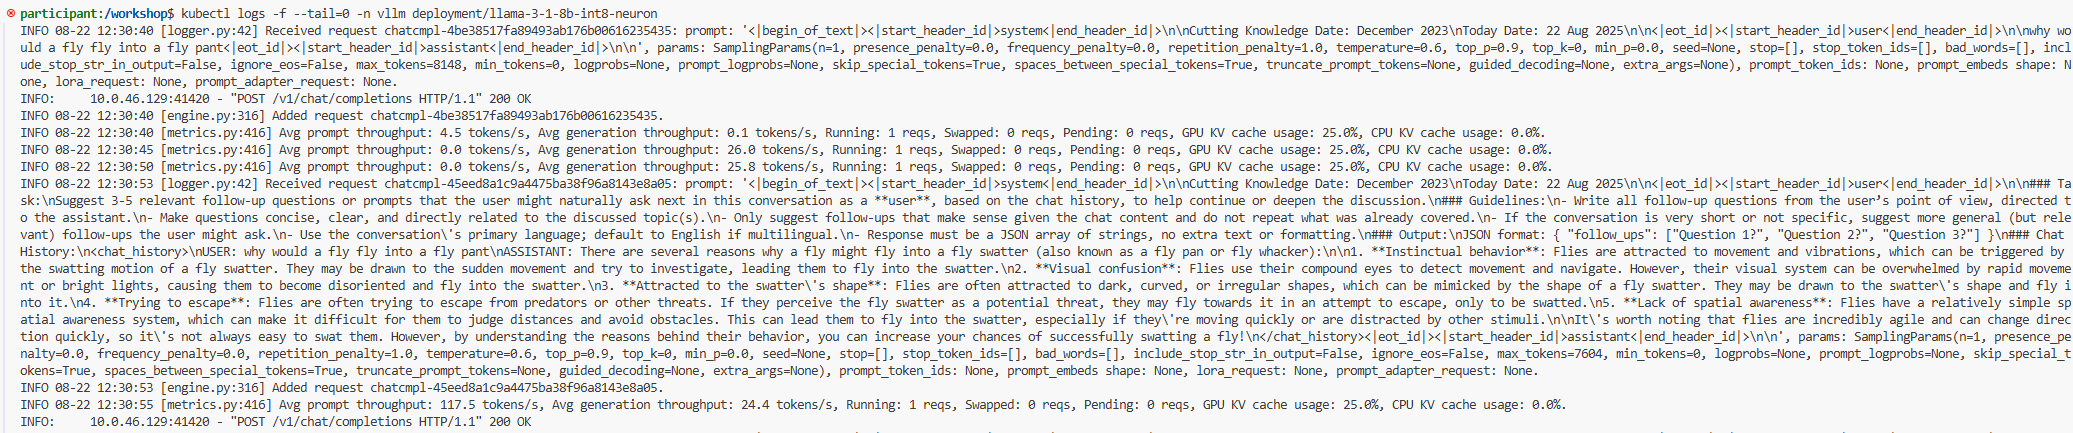 participant:/workshop$ kubectl logs -f --tail=0 -n vllm deployment/llama-3-1-8b-int8-neuron
INFO 08-22 12:30:40 [logger.py:42] Received request chatcmpl-4be38517fa89493ab176b00616235435: prompt: '<|begin_of_text|><|start_header_id|>system<|end_header_id|>\n\nCutting Knowledge Date: December 2023\nToday Date: 22 Aug 2025\n\n<|eot_id|><|start_header_id|>user<|end_header_id|>\n\nwhy wo
uld a fly fly into a fly pant<|eot_id|><|start_header_id|>assistant<|end_header_id|>\n\n', params: SamplingParams(n=1, presence_penalty=0.0, frequency_penalty=0.0, repetition_penalty=1.0, temperature=0.6, top_p=0.9, top_k=0, min_p=0.0, seed=None, stop=[], stop_token_ids=[], bad_words=[], incl
ude_stop_str_in_output=False, ignore_eos=False, max_tokens=8148, min_tokens=0, logprobs=None, prompt_logprobs=None, skip_special_tokens=True, spaces_between_special_tokens=True, truncate_prompt_tokens=None, guided_decoding=None, extra_args=None), prompt_token_ids: None, prompt_embeds shape: N
one, lora_request: None, prompt_adapter_request: None.
INFO:     10.0.46.129:41420 - "POST /v1/chat/completions HTTP/1.1" 200 OK
INFO 08-22 12:30:40 [engine.py:316] Added request chatcmpl-4be38517fa89493ab176b00616235435.
INFO 08-22 12:30:40 [metrics.py:416] Avg prompt throughput: 4.5 tokens/s, Avg generation throughput: 0.1 tokens/s, Running: 1 reqs, Swapped: 0 reqs, Pending: 0 reqs, GPU KV cache usage: 25.0%, CPU KV cache usage: 0.0%.
INFO 08-22 12:30:45 [metrics.py:416] Avg prompt throughput: 0.0 tokens/s, Avg generation throughput: 26.0 tokens/s, Running: 1 reqs, Swapped: 0 reqs, Pending: 0 reqs, GPU KV cache usage: 25.0%, CPU KV cache usage: 0.0%.
INFO 08-22 12:30:50 [metrics.py:416] Avg prompt throughput: 0.0 tokens/s, Avg generation throughput: 25.8 tokens/s, Running: 1 reqs, Swapped: 0 reqs, Pending: 0 reqs, GPU KV cache usage: 25.0%, CPU KV cache usage: 0.0%.
INFO 08-22 12:30:53 [logger.py:42] Received request chatcmpl-45eed8a1c9a4475ba38f96a8143e8a05: prompt: '<|begin_of_text|><|start_header_id|>system<|end_header_id|>\n\nCutting Knowledge Date: December 2023\nToday Date: 22 Aug 2025\n\n<|eot_id|><|start_header_id|>user<|end_header_id|>\n\n### Ta
sk:\nSuggest 3-5 relevant follow-up questions or prompts that the user might naturally ask next in this conversation as a **user**, based on the chat history, to help continue or deepen the discussion.\n### Guidelines:\n- Write all follow-up questions from the user's point of view, directed t
o the assistant.\n- Make questions concise, clear, and directly related to the discussed topic(s).\n- Only suggest follow-ups that make sense given the chat content and do not repeat what was already covered.\n- If the conversation is very short or not specific, suggest more general (but rele
vant) follow-ups the user might ask.\n- Use the conversation\'s primary language; default to English if multilingual.\n- Response must be a JSON array of strings, no extra text or formatting.\n### Output:\nJSON format: { "follow_ups": ["Question 1?", "Question 2?", "Question 3?"] }\n### Chat
History:\n<chat_history>\nUSER: why would a fly fly into a fly pant\nASSISTANT: There are several reasons why a fly might fly into a fly swatter (also known as a fly pan or fly whacker):\n\n1. **Instinctual behavior**: Flies are attracted to movement and vibrations, which can be triggered by
the swatting motion of a fly swatter. They may be drawn to the sudden movement and try to investigate, leading them to fly into the swatter.\n2. **Visual confusion**: Flies use their compound eyes to detect movement and navigate. However, their visual system can be overwhelmed by rapid moveme
nt or bright lights, causing them to become disoriented and fly into the swatter.\n3. **Attracted to the swatter\'s shape**: Flies are often attracted to dark, curved, or irregular shapes, which can be mimicked by the shape of a fly swatter. They may be drawn to the swatter\'s shape and fly i
nto it.\n4. **Trying to escape**: Flies are often trying to escape from predators or other threats. If they perceive the fly swatter as a potential threat, they may fly towards it in an attempt to escape, only to be swatted.\n5. **Lack of spatial awareness**: Flies have a relatively simple sp
atial awareness system, which can make it difficult for them to judge distances and avoid obstacles. This can lead them to fly into the swatter, especially if they\'re moving quickly or are distracted by other stimuli.\n\nIt\'s worth noting that flies are incredibly agile and can change direc
tion quickly, so it\'s not always easy to swat them. However, by understanding the reasons behind their behavior, you can increase your chances of successfully swatting a fly!\n</chat_history><|eot_id|><|start_header_id|>assistant<|end_header_id|>\n\n', params: SamplingParams(n=1, presence_pe
nalty=0.0, frequency_penalty=0.0, repetition_penalty=1.0, temperature=0.6, top_p=0.9, top_k=0, min_p=0.0, seed=None, stop=[], stop_token_ids=[], bad_words=[], include_stop_str_in_output=False, ignore_eos=False, max_tokens=7604, min_tokens=0, logprobs=None, prompt_logprobs=None, skip_special_t
okens=True, spaces_between_special_tokens=True, truncate_prompt_tokens=None, guided_decoding=None, extra_args=None), prompt_token_ids: None, prompt_embeds shape: None, lora_request: None, prompt_adapter_request: None.
INFO 08-22 12:30:53 [engine.py:316] Added request chatcmpl-45eed8a1c9a4475ba38f96a8143e8a05.
INFO 08-22 12:30:55 [metrics.py:416] Avg prompt throughput: 117.5 tokens/s, Avg generation throughput: 24.4 tokens/s, Running: 1 reqs, Swapped: 0 reqs, Pending: 0 reqs, GPU KV cache usage: 25.0%, CPU KV cache usage: 0.0%.
INFO:     10.0.46.129:41420 - "POST /v1/chat/completions HTTP/1.1" 200 OK